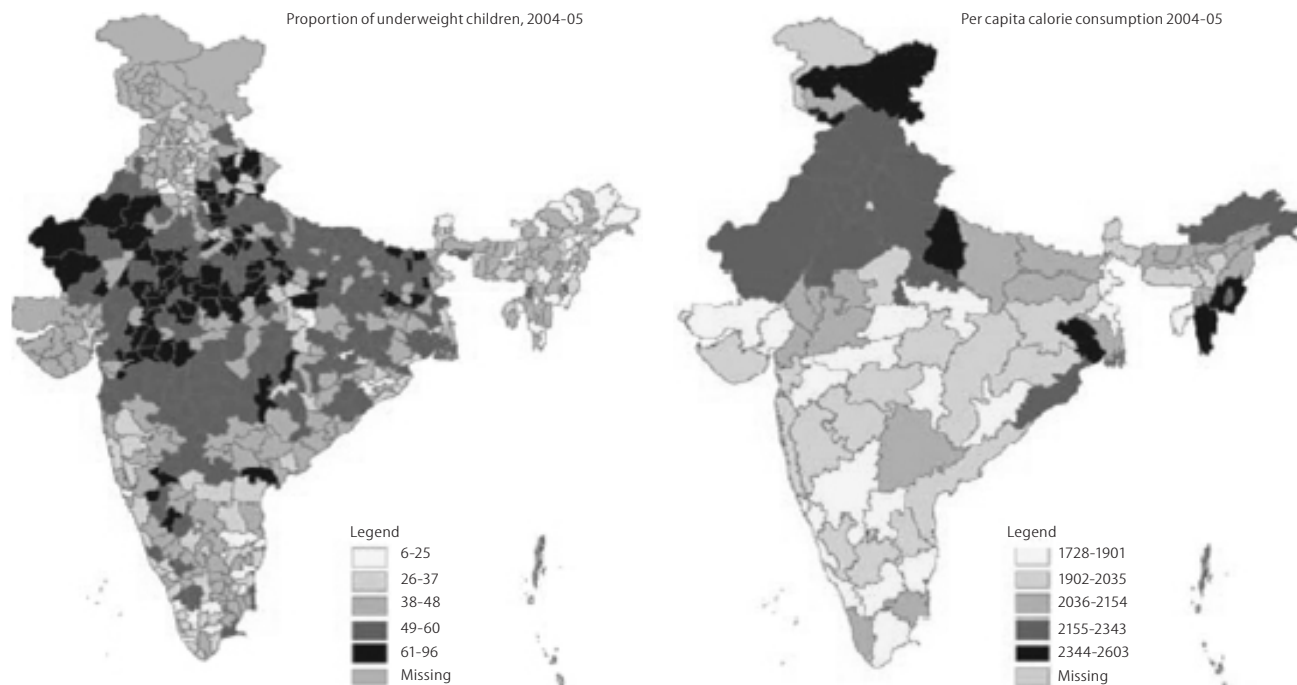 Proportion of underweight children, 2004-05
Legend
6-25
26-37
38-48
49-60
61-96
Missing
Per capita calorie consumption 2004-05
Legend
1728-1901
1902-2035
2036-2154
2155-2343
2344-2603
Missing